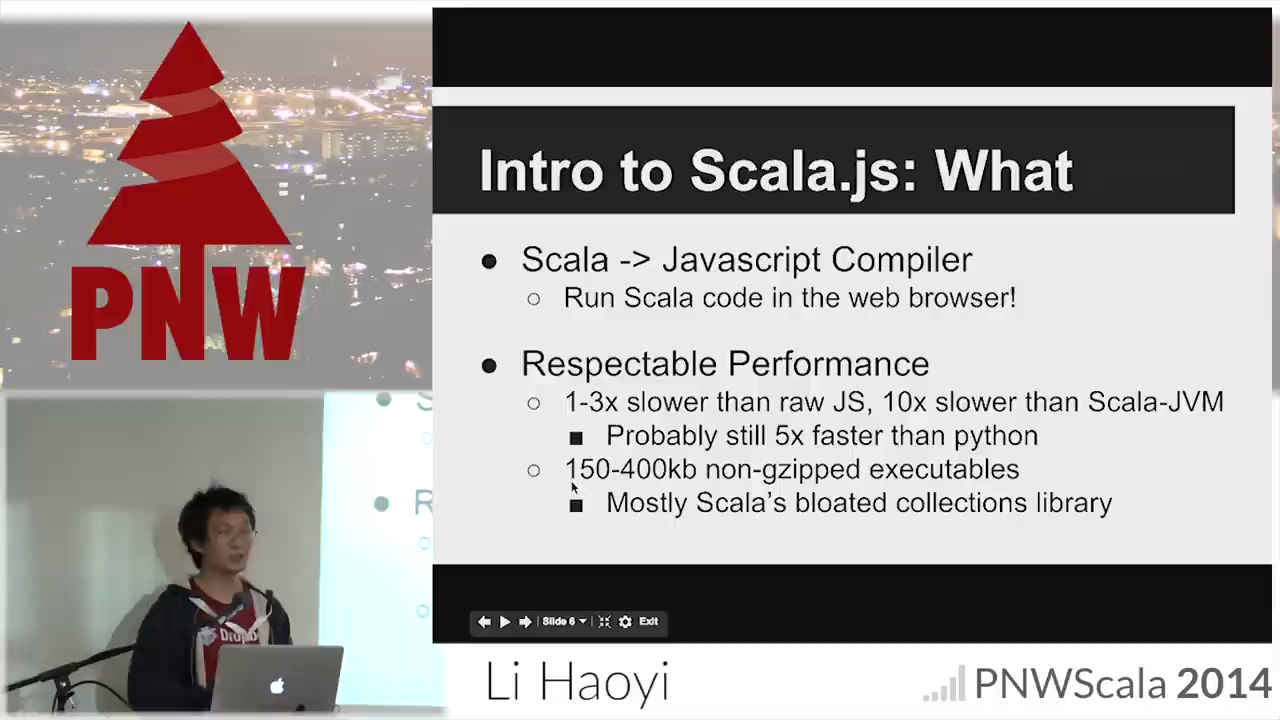 PNW
Intro to Scala.js: What
● Scala -> Javascript Compiler
○ Run Scala code in the web browser!
● Respectable Performance
○ 1-3x slower than raw JS, 10x slower than Scala-JVM
■ Probably still 5x faster than python
○ 150-400kb non-gzipped executables
■ Mostly Scala's bloated collections library
Slide 6
Exit
Li Haoyi
PNWScala 2014